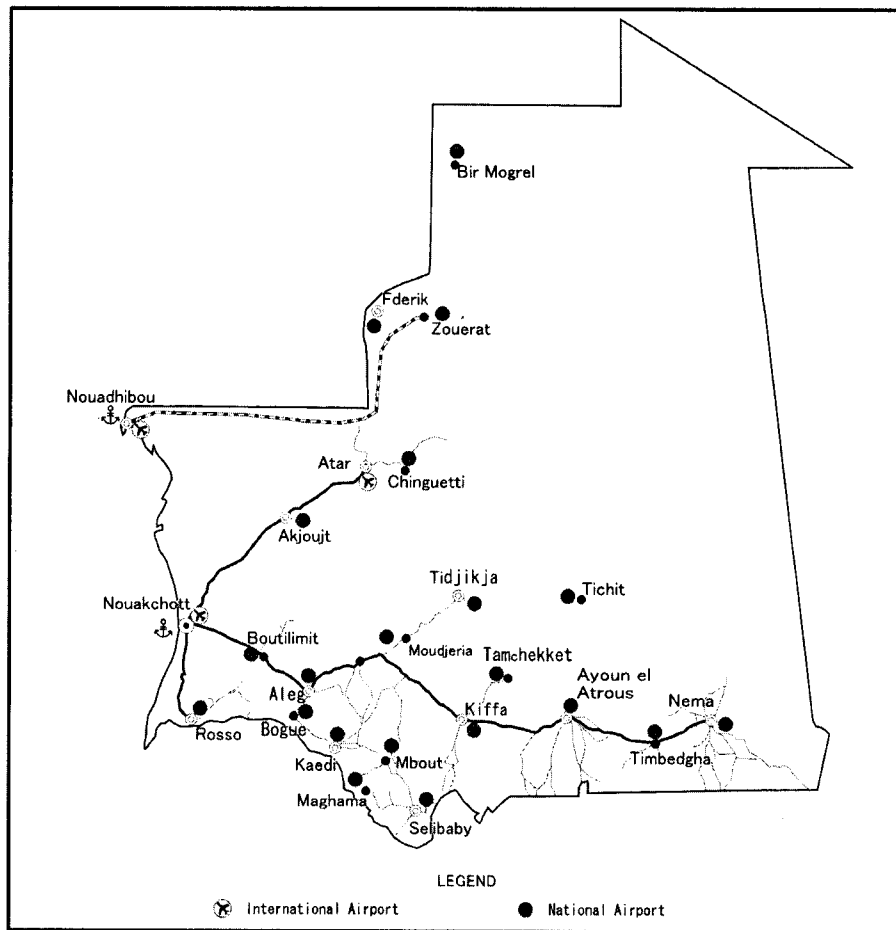 Bir Mogrel
Fderik
Zouerat
Nouadhibou
Atar
Chinguetti
Akjoujt
Tidjikja
Tichit
Nouakchott
Boutilimit
Moudjeria
Tamchekket
Ayoun el
Atrous
Aleg
Nema
Kiffa
Rosso
Bogue
Timbedgha
Kaedi
Mbout
Maghama
Selibaby
LEGEND
International Airport
National Airport